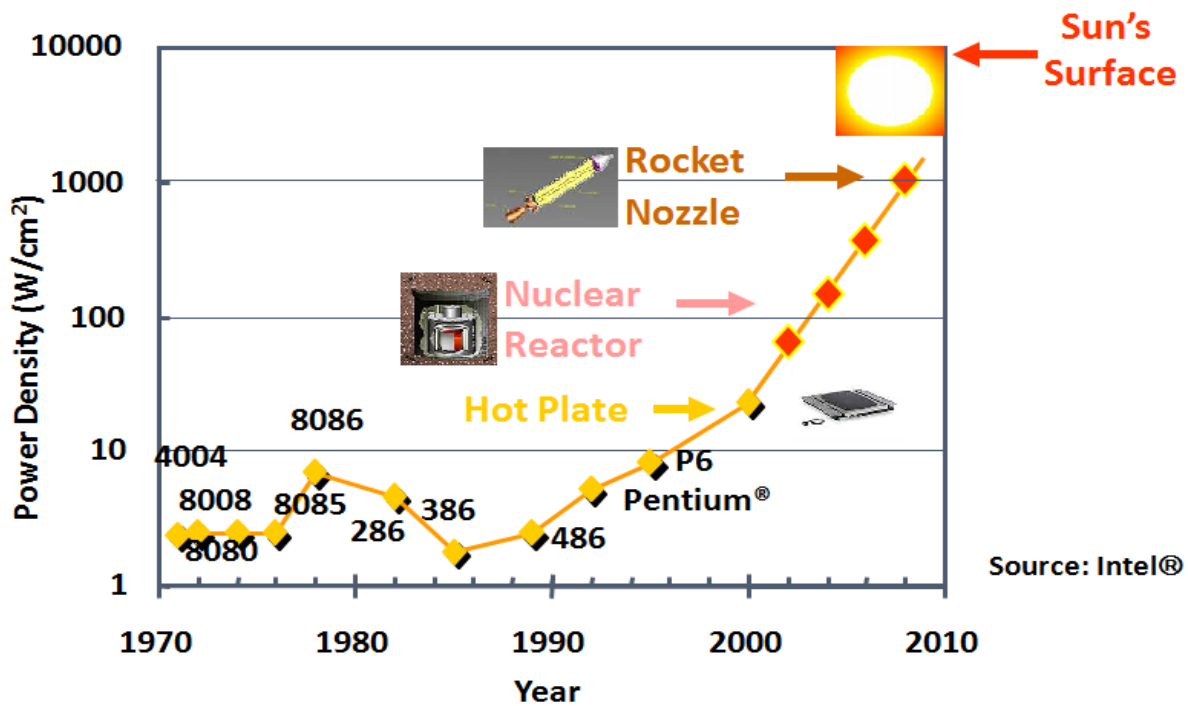 10000
1000
100
10
1
Power Density (W/cm²)
Sun's
Surface
Rocket
Nozzle
Nuclear
Reactor
Hot Plate
4004
8008
8080
8086
8085
286
386
486
P6
Pentium®
Source: Intel®
1970
1980
1990
2000
2010
Year